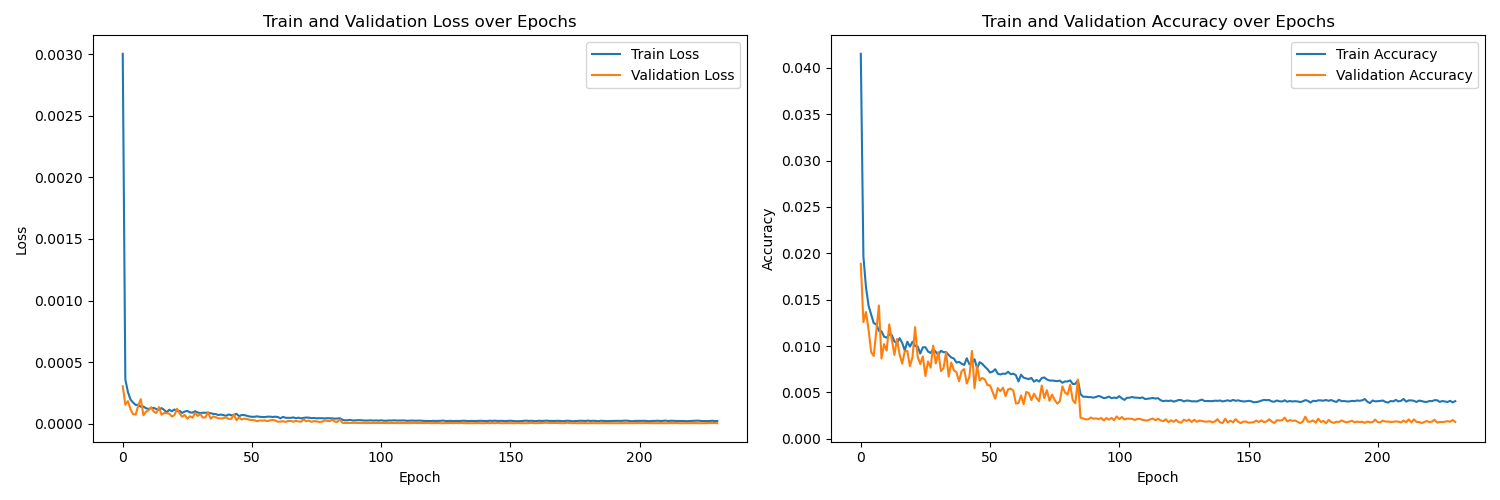 Train and Validation Loss over Epochs
Train Loss
Validation Loss
0.0030
0.0025
0.0020
0.0015
0.0010
0.0005
0.0000
Loss
0 50 100 150 200
Epoch
Train and Validation Accuracy over Epochs
Train Accuracy
Validation Accuracy
0.040
0.035
0.030
0.025
0.020
0.015
0.010
0.005
0.000
Accuracy
0 50 100 150 200
Epoch